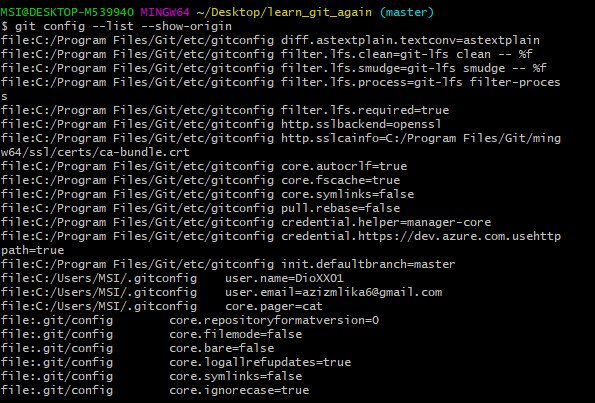 MSI@DESKTOP-M539940 MINGW64 ~/Desktop/learn_git_again (master)
$ git config --list --show-origin
file:C:/Program Files/Git/etc/gitconfig diff.astextplain.textconv=astextplain
file:C:/Program Files/Git/etc/gitconfig filter.lfs.clean=git-lfs clean -- %f
file:C:/Program Files/Git/etc/gitconfig filter.lfs.smudge=git-lfs smudge -- %f
file:C:/Program Files/Git/etc/gitconfig filter.lfs.process=git-lfs filter-proces
s
file:C:/Program Files/Git/etc/gitconfig filter.lfs.required=true
file:C:/Program Files/Git/etc/gitconfig http.sslbackend=openssl
file:C:/Program Files/Git/etc/gitconfig http.sslcainfo=C:/Program Files/Git/ming
w64/ssl/certs/ca-bundle.crt
file:C:/Program Files/Git/etc/gitconfig core.autocrlf=true
file:C:/Program Files/Git/etc/gitconfig core.fscache=true
file:C:/Program Files/Git/etc/gitconfig core.symlinks=false
file:C:/Program Files/Git/etc/gitconfig pull.rebase=false
file:C:/Program Files/Git/etc/gitconfig credential.helper=manager-core
file:C:/Program Files/Git/etc/gitconfig credential.https://dev.azure.com.usehttp
path=true
file:C:/Program Files/Git/etc/gitconfig init.defaultbranch=master
file:C:/Users/MSI/.gitconfig    user.name=DioXX01
file:C:/Users/MSI/.gitconfig    user.email=azizmlika6@gmail.com
file:C:/Users/MSI/.gitconfig    core.pager=cat
file:.git/config        core.repositoryformatversion=0
file:.git/config        core.filemode=false
file:.git/config        core.bare=false
file:.git/config        core.logallrefupdates=true
file:.git/config        core.symlinks=false
file:.git/config        core.ignorecase=true